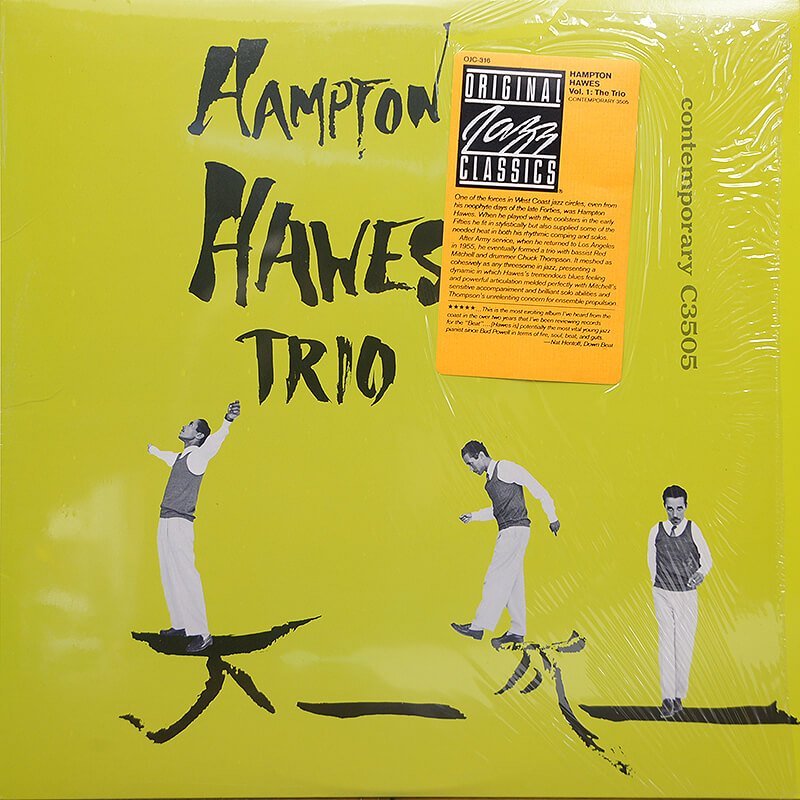 HAMPTON
HAWES
TRIO
OJC-316
ORIGINAL
Jazz
CLASSICS
®
HAMPTON
HAWES
Vol. 1: The Trio
CONTEMPORARY 3505
One of the forces in West Coast jazz circles, even from
his neophyte days of the late Forties, was Hampton
Hawes. When he played with the coolsters in the early
Fifties he fit in stylistically but also supplied some of the
needed heat in both his rhythmic comping and solos.
After Army service, when he returned to Los Angeles
in 1955, he eventually formed a trio with bassist Red
Mitchell and drummer Chuck Thompson. It meshed as
cohesively as any threesome in jazz, presenting a
dynamic in which Hawes's tremendous blues feeling
and powerful articulation melded perfectly with Mitchell's
sensitive accompaniment and brilliant solo abilities and
Thompson's unrelenting concern for ensemble propulsion.
★★★★★...This is the most exciting album I've heard from the
coast in the over two years that I've been reviewing records
for the "Beat"....[Hawes is] potentially the most vital young jazz
pianist since Bud Powell in terms of fire, soul, beat, and guts.
—Nat Hentoff, Down Beat
contemporary C3505